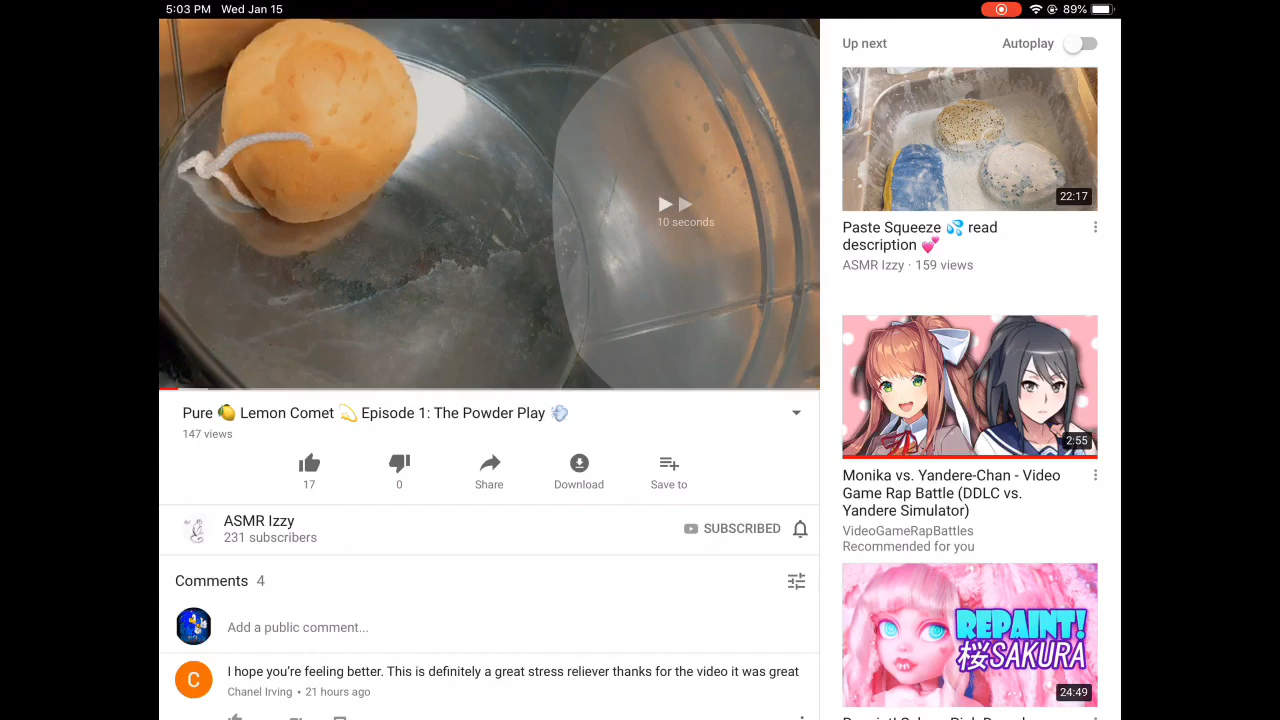 5:03 PM Wed Jan 15
89%
10 seconds
Pure 🍋 Lemon Comet 💫 Episode 1: The Powder Play 💨
147 views
17
0
Share
Download
Save to
ASMR Izzy
231 subscribers
SUBSCRIBED
Comments 4
Add a public comment...
C
I hope you're feeling better. This is definitely a great stress reliever thanks for the video it was great
Chanel Irving • 21 hours ago
Up next
Autoplay
22:17
Paste Squeeze 💦 read
description 💕
ASMR Izzy · 159 views
2:55
Monika vs. Yandere-Chan - Video
Game Rap Battle (DDLC vs.
Yandere Simulator)
VideoGameRapBattles
Recommended for you
REPAINT!
桜SAKURA
24:49